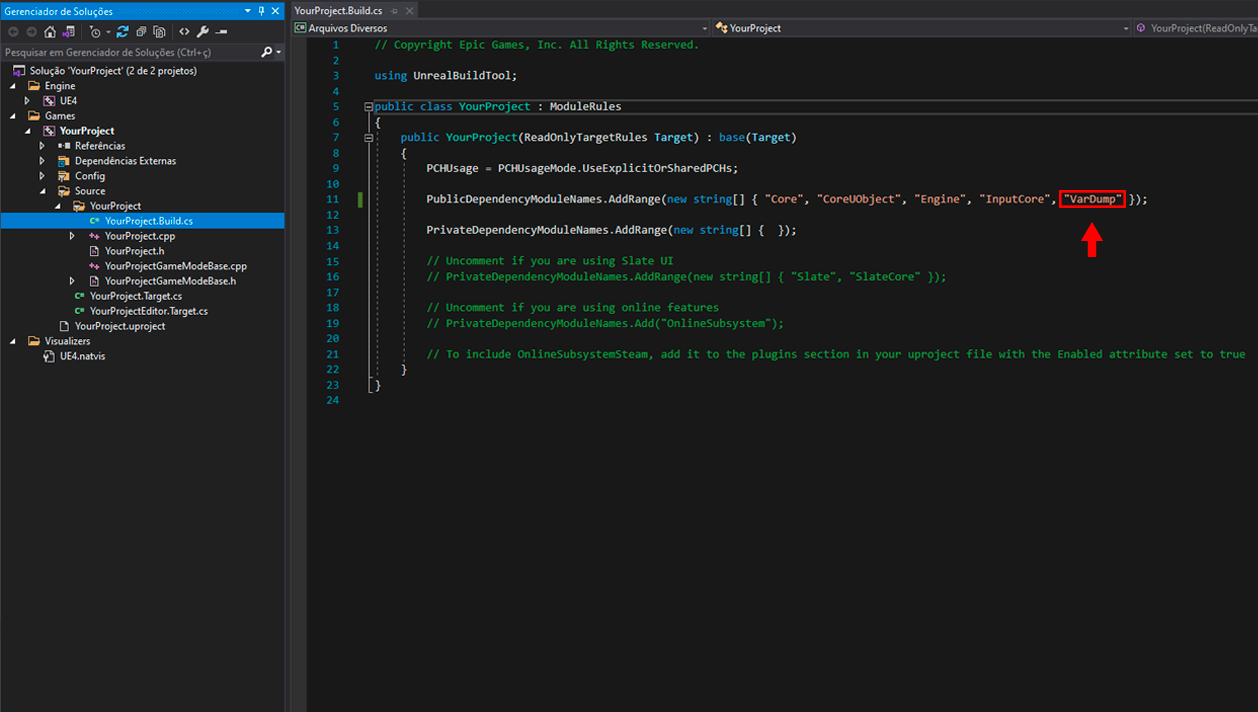 Gerenciador de Soluções
Pesquisar em Gerenciador de Soluções (Ctrl+ç)
Solução 'YourProject' (2 de 2 projetos)
Engine
UE4
Games
YourProject
Referências
Dependências Externas
Config
Source
YourProject
YourProject.Build.cs
YourProject.cpp
YourProject.h
YourProjectGameModeBase.cpp
YourProjectGameModeBase.h
YourProject.Target.cs
YourProjectEditor.Target.cs
YourProject.uproject
Visualizers
UE4.natvis
YourProject.Build.cs
Arquivos Diversos
YourProject
YourProject(ReadOnlyTa
1 // Copyright Epic Games, Inc. All Rights Reserved.
2
3 using UnrealBuildTool;
4
5 public class YourProject : ModuleRules
6 {
7 public YourProject(ReadOnlyTargetRules Target) : base(Target)
8 {
9 PCHUsage = PCHUsageMode.UseExplicitOrSharedPCHs;
10
11 PublicDependencyModuleNames.AddRange(new string[] { "Core", "CoreUObject", "Engine", "InputCore", "VarDump" });
12
13 PrivateDependencyModuleNames.AddRange(new string[] {  });
14
15 // Uncomment if you are using Slate UI
16 // PrivateDependencyModuleNames.AddRange(new string[] { "Slate", "SlateCore" });
17
18 // Uncomment if you are using online features
19 // PrivateDependencyModuleNames.Add("OnlineSubsystem");
20
21 // To include OnlineSubsystemSteam, add it to the plugins section in your uproject file with the Enabled attribute set to true
22 }
23 }
24